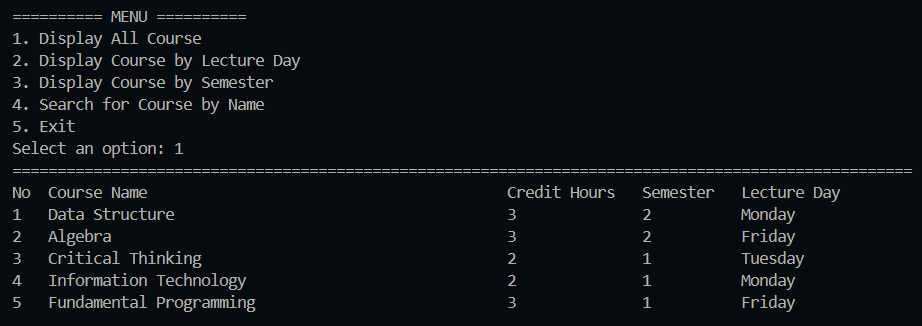 ========== MENU ==========
1. Display All Course
2. Display Course by Lecture Day
3. Display Course by Semester
4. Search for Course by Name
5. Exit
Select an option: 1
====================================================================================================
No  Course Name                                        Credit Hours   Semester   Lecture Day
1   Data Structure                                     3              2          Monday
2   Algebra                                            3              2          Friday
3   Critical Thinking                                  2              1          Tuesday
4   Information Technology                             2              1          Monday
5   Fundamental Programming                            3              1          Friday